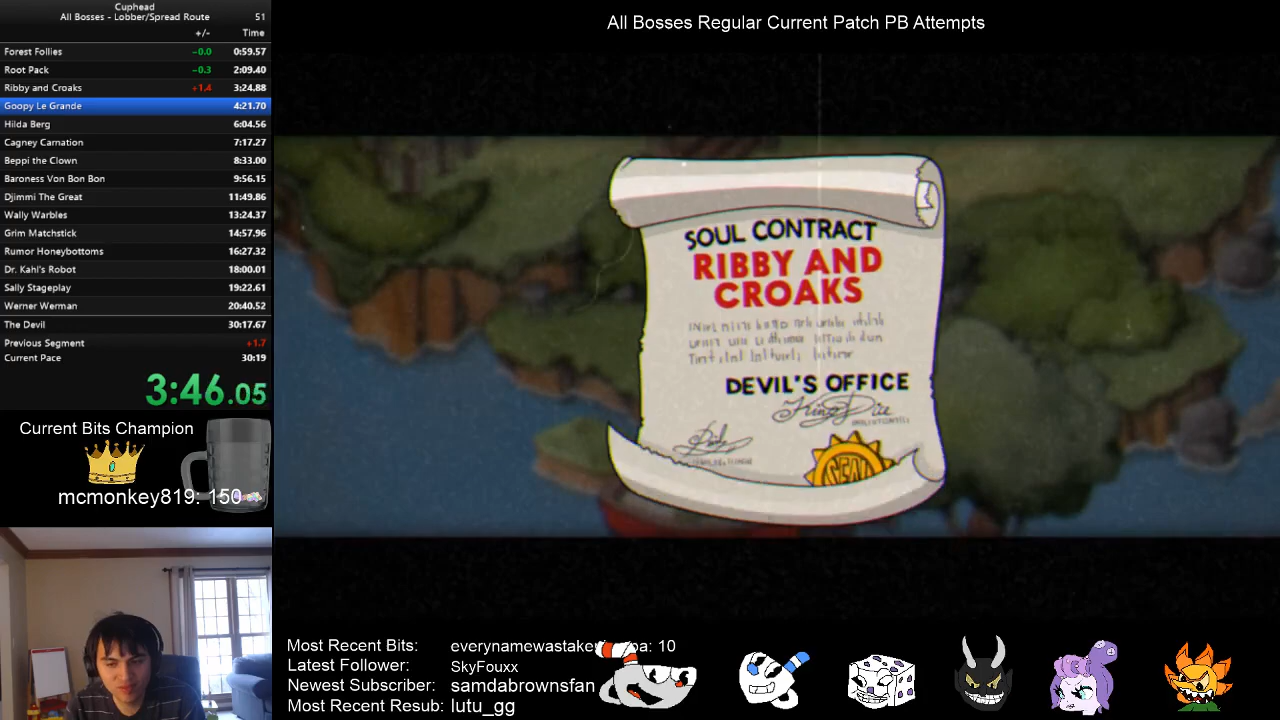 Cuphead
All Bosses - Lobber/Spread Route 51
+/- Time
Forest Follies -0.0 0:59.57
Root Pack -0.3 2:09.40
Ribby and Croaks +1.4 3:24.88
Goopy Le Grande 4:21.70
Hilda Berg 6:04.56
Cagney Carnation 7:17.27
Beppi the Clown 8:33.00
Baroness Von Bon Bon 9:56.15
Djimmi The Great 11:49.86
Wally Warbles 13:24.37
Grim Matchstick 14:57.96
Rumor Honeybottoms 16:27.32
Dr. Kahl's Robot 18:00.01
Sally Stageplay 19:22.61
Werner Werman 20:40.52
The Devil 30:17.67
Previous Segment +1.7
Current Pace 30:19
3:46.05
Current Bits Champion
mcmonkey819: 150
All Bosses Regular Current Patch PB Attempts
SOUL CONTRACT
RIBBY AND
CROAKS
DEVIL'S OFFICE
King Dice
SEAL
Most Recent Bits: 10
Latest Follower: SkyFouxx
Newest Subscriber: samdabrownsfan
Most Recent Resub: lutu_gg